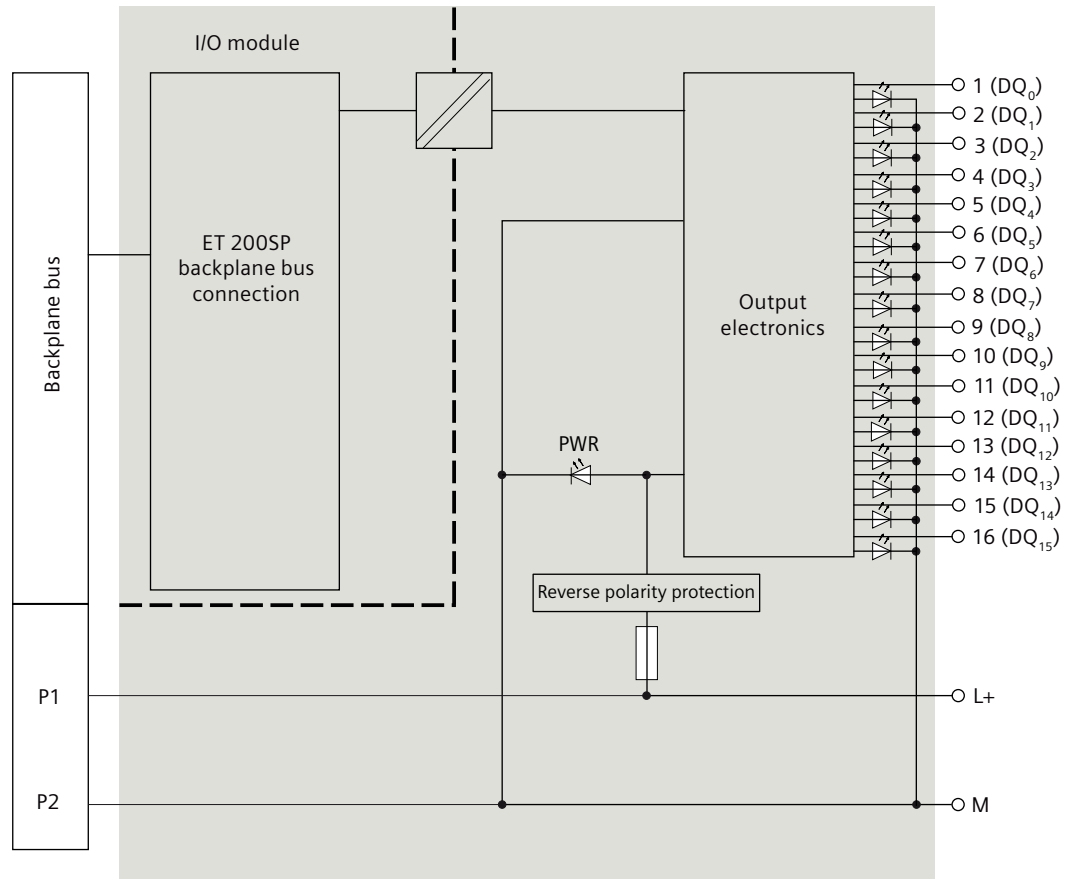 I/O module
Backplane bus
ET 200SP
backplane bus
connection
Output
electronics
1 (DQ₀)
2 (DQ₁)
3 (DQ₂)
4 (DQ₃)
5 (DQ₄)
6 (DQ₅)
7 (DQ₆)
8 (DQ₇)
9 (DQ₈)
10 (DQ₉)
11 (DQ₁₀)
12 (DQ₁₁)
13 (DQ₁₂)
14 (DQ₁₃)
15 (DQ₁₄)
16 (DQ₁₅)
PWR
Reverse polarity protection
P1
L+
P2
M